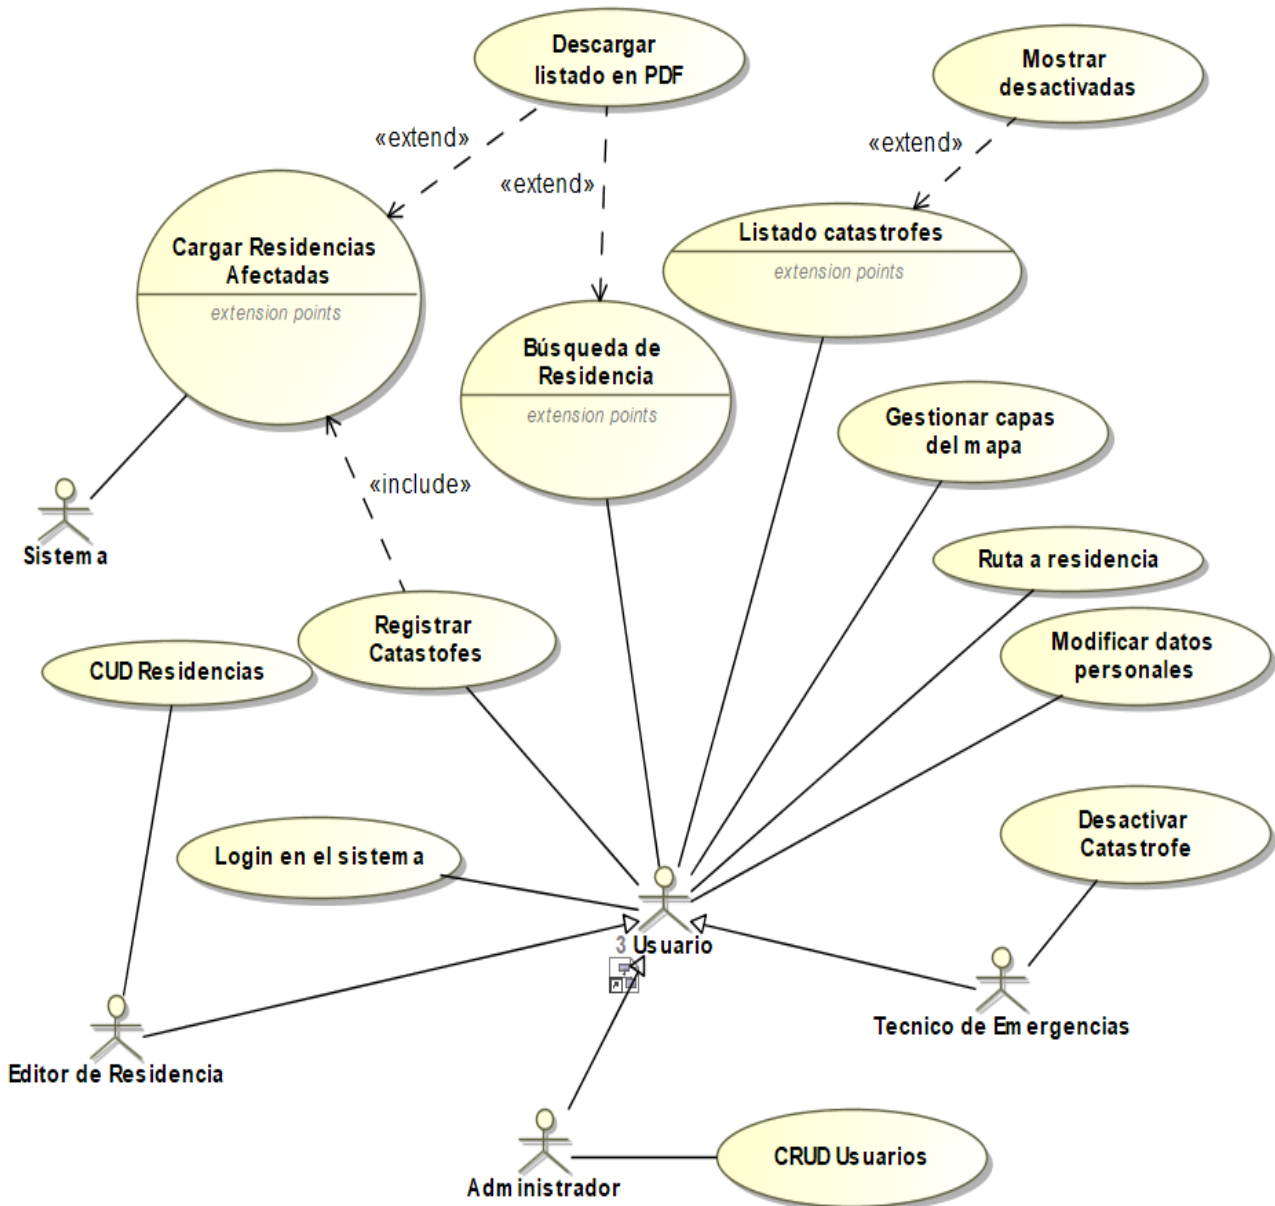 Descargar
listado en PDF
Mostrar
desactivadas
«extend»
«extend»
«extend»
Cargar Residencias
Afectadas
extension points
Listado catastrofes
extension points
Búsqueda de
Residencia
extension points
Gestionar capas
del mapa
«include»
Sistema
Ruta a residencia
Registrar
Catastofes
Modificar datos
personales
CUD Residencias
Desactivar
Catastrofe
Login en el sistema
3 Usuario
Tecnico de Emergencias
Editor de Residencia
CRUD Usuarios
Administrador